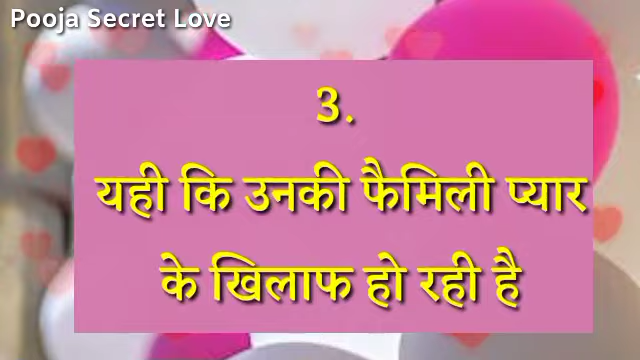 Pooja Secret Love
3.
यही कि उनकी फैमिली प्यार
के खिलाफ हो रही है